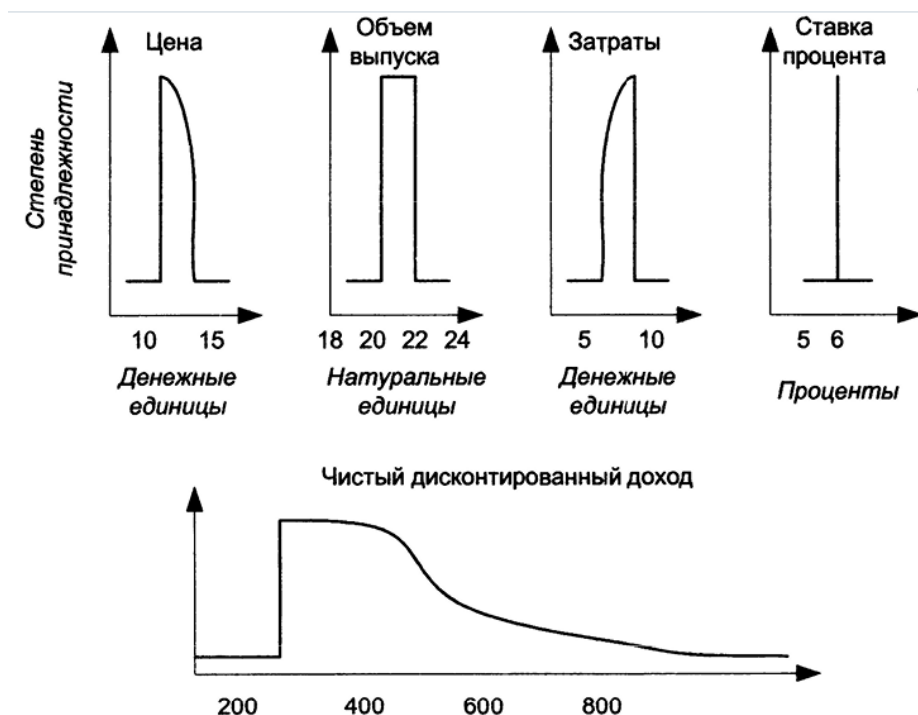 Цена
Объем
выпуска
Затраты
Ставка
процента
Степень
принадлежности
10 15
18 20 22 24
5 10
5 6
Денежные
единицы
Натуральные
единицы
Денежные
единицы
Проценты
Чистый дисконтированный доход
200 400 600 800